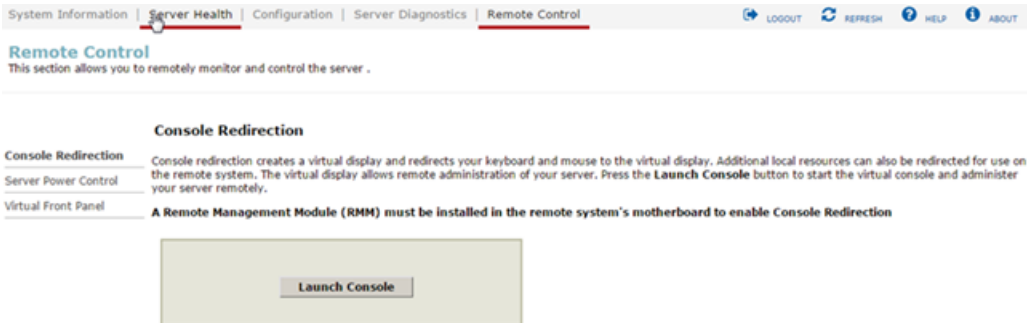 System Information | Server Health | Configuration | Server Diagnostics | Remote Control LOGOUT REFRESH HELP ABOUT
Remote Control
This section allows you to remotely monitor and control the server .
Console Redirection
Console Redirection
Server Power Control
Virtual Front Panel
Console redirection creates a virtual display and redirects your keyboard and mouse to the virtual display. Additional local resources can also be redirected for use on
the remote system. The virtual display allows remote administration of your server. Press the Launch Console button to start the virtual console and administer
your server remotely.
A Remote Management Module (RMM) must be installed in the remote system's motherboard to enable Console Redirection
Launch Console